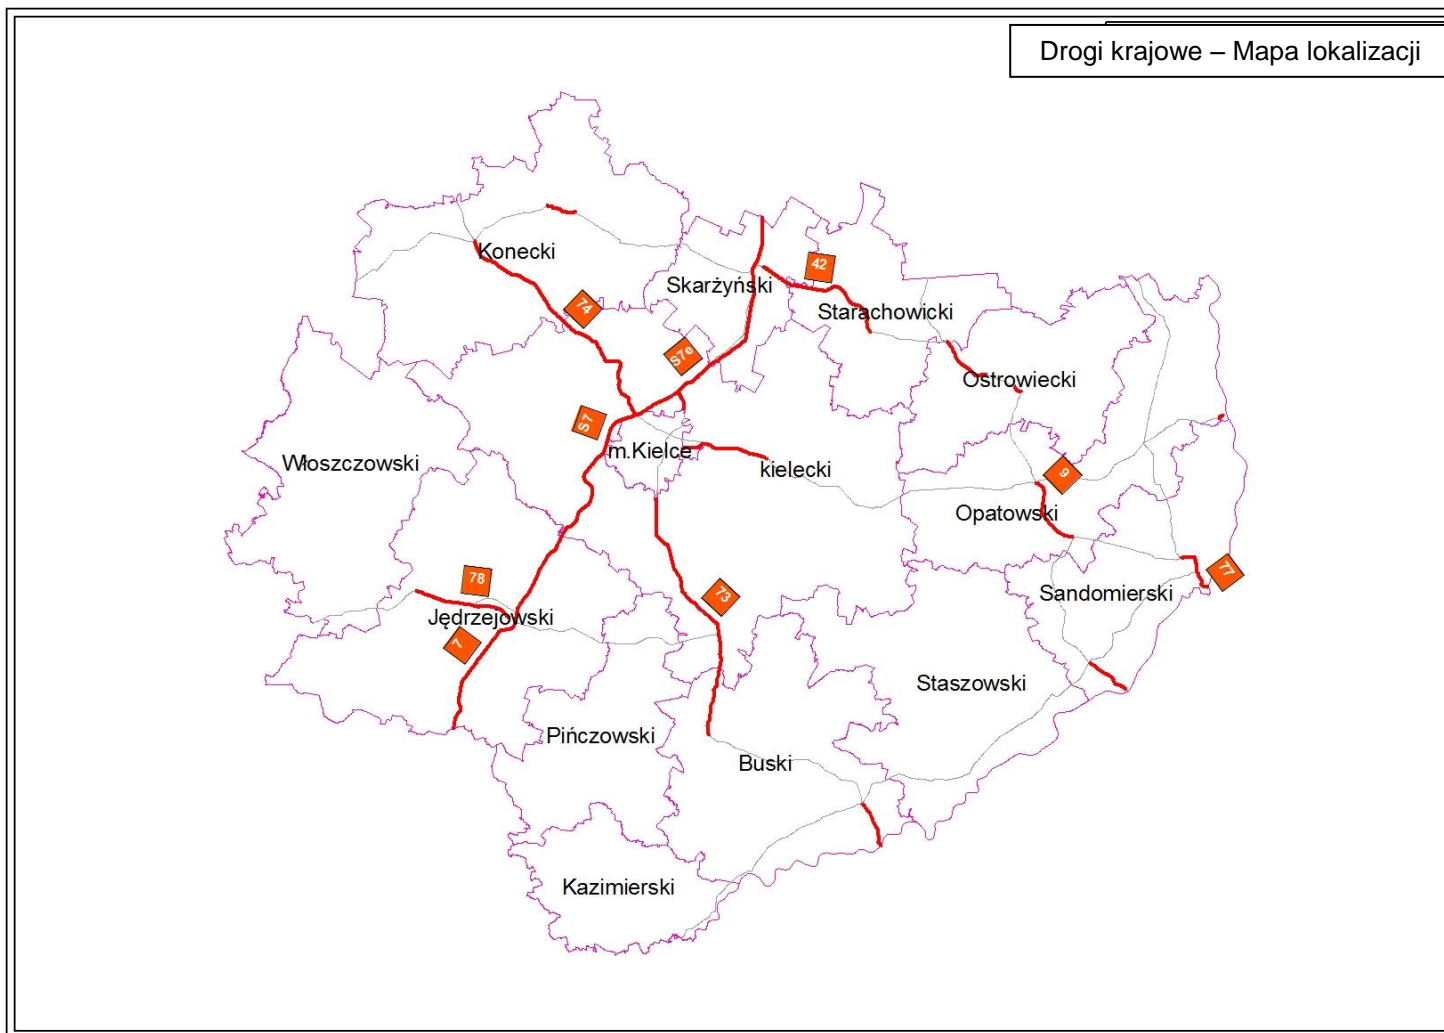 Drogi krajowe – Mapa lokalizacji
Konecki
42
Skarżyński
74
Starachowicki
S7e
Ostrowiecki
S7
m.Kielce
Włoszczowski
kielecki
9
Opatowski
77
78
73
Sandomierski
Jędrzejowski
7
Staszowski
Pińczowski
Buski
Kazimierski